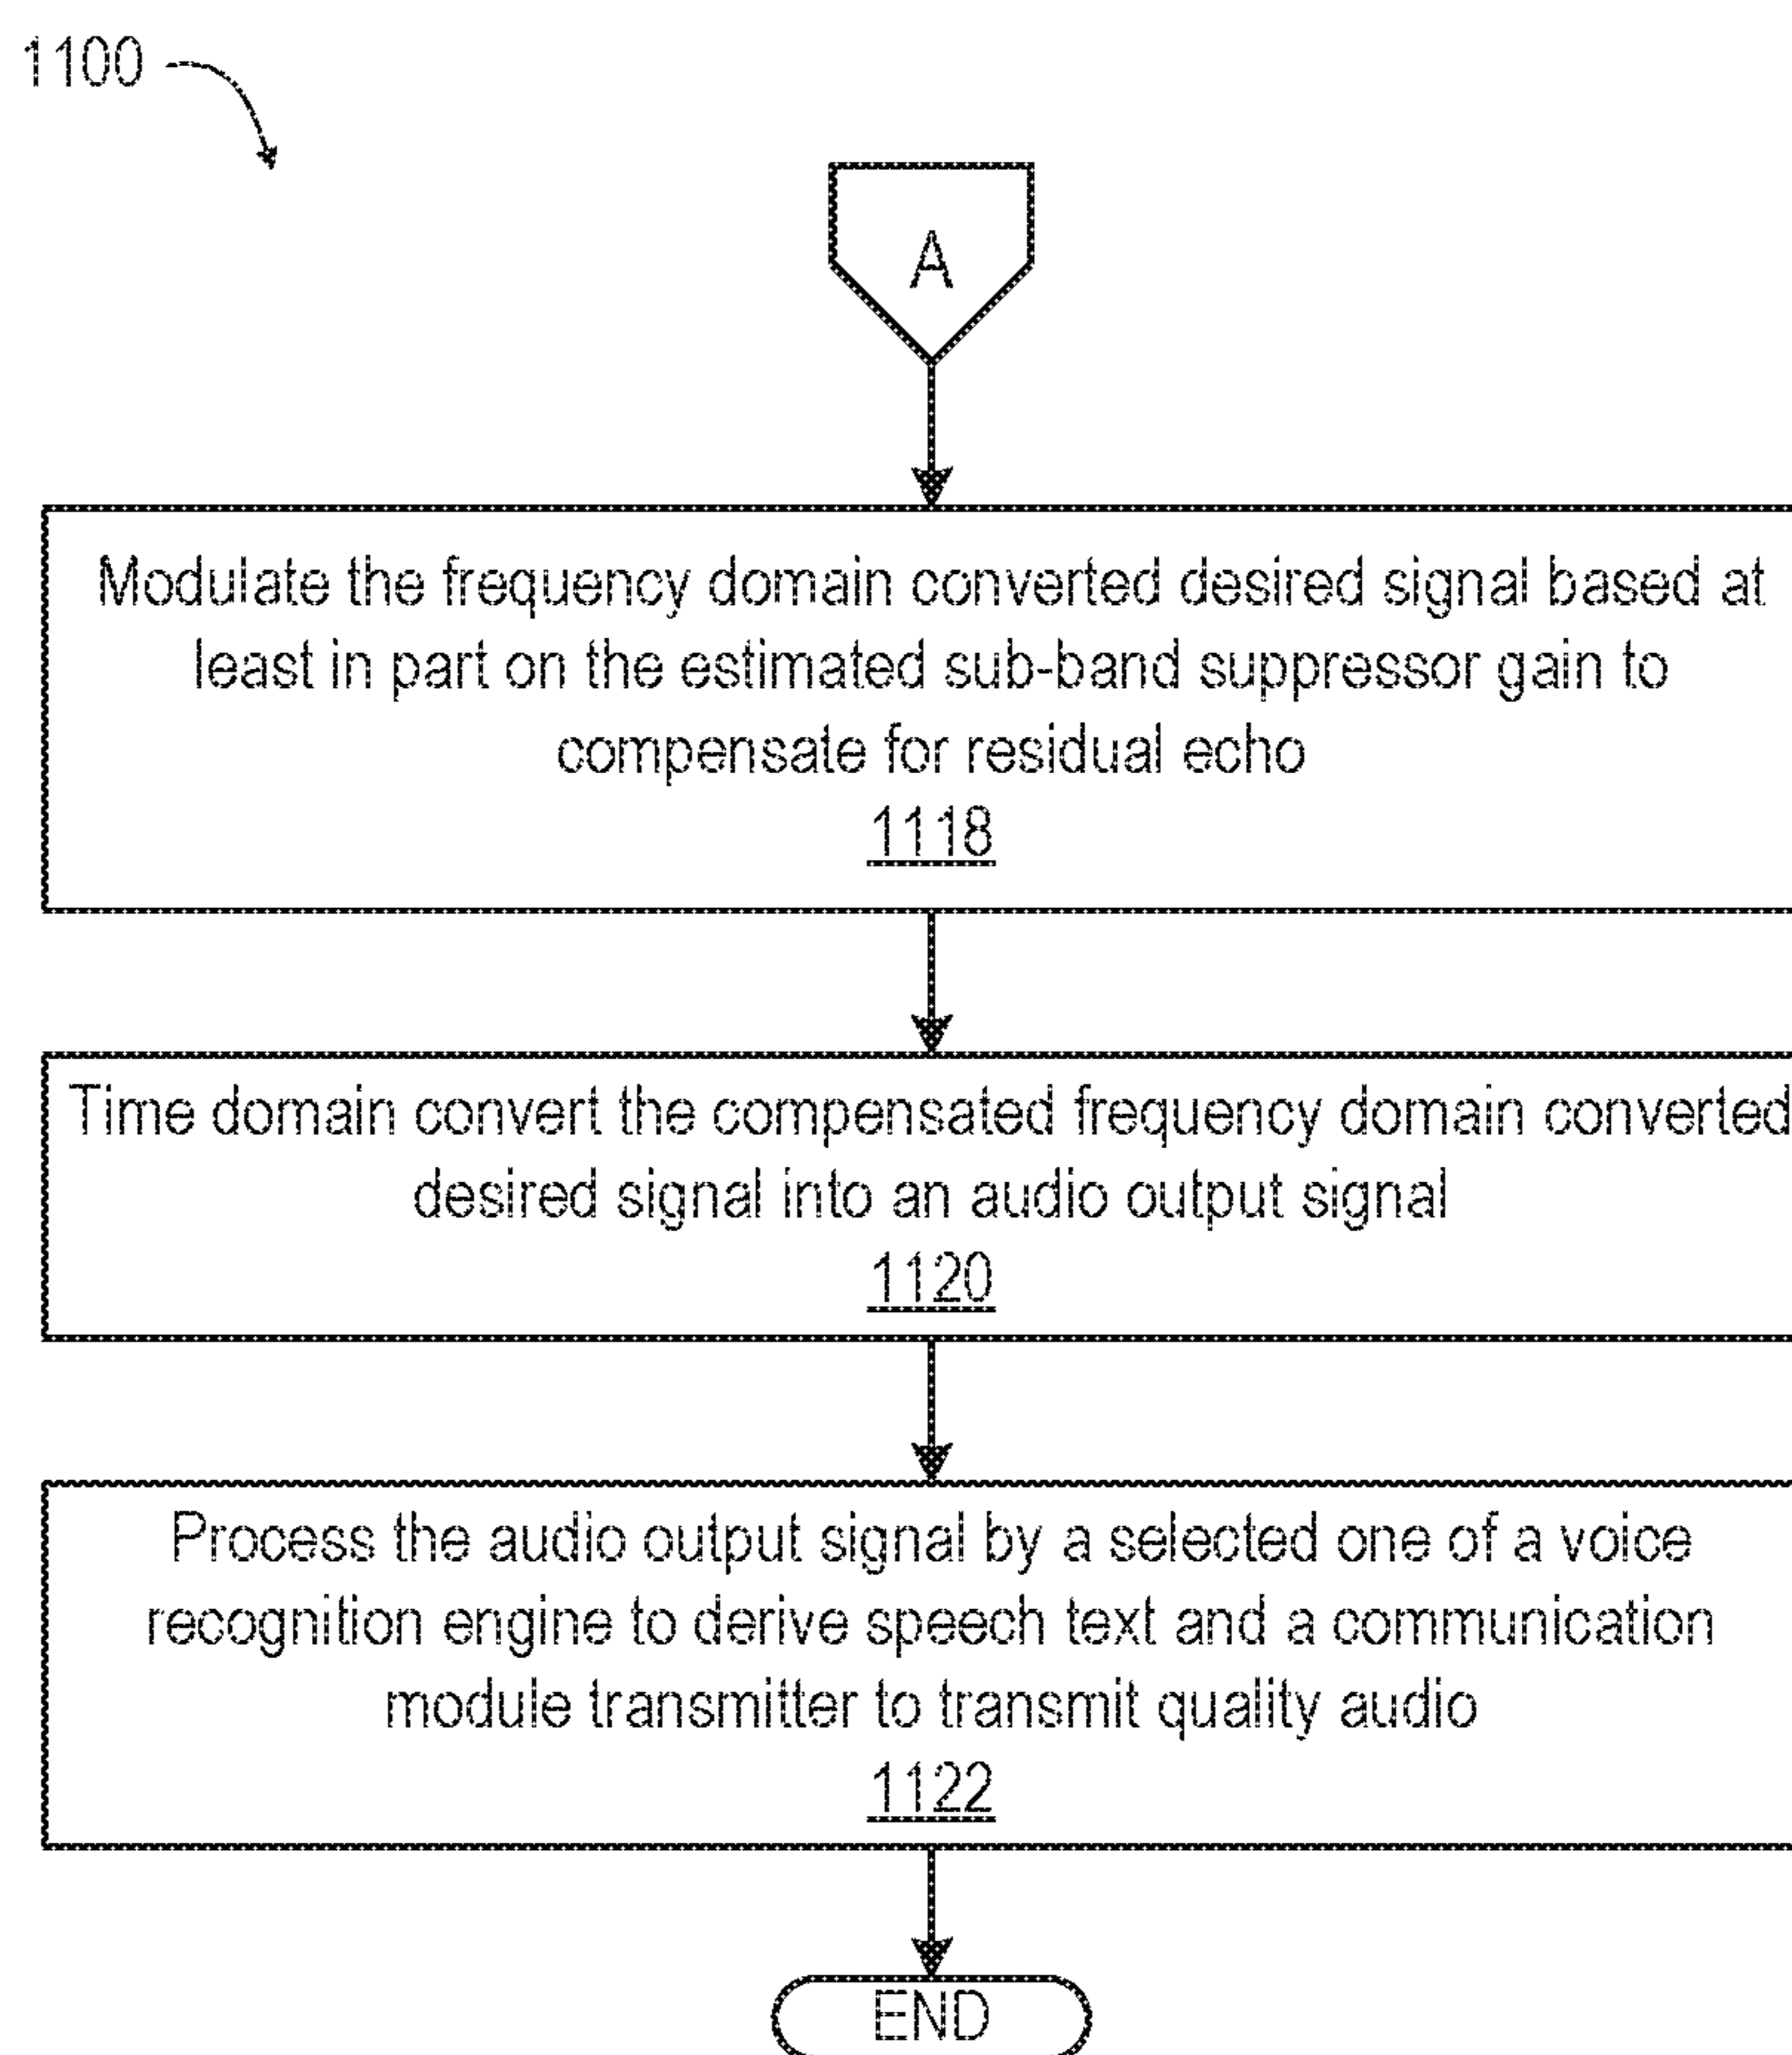 1100
A
Modulate the frequency domain converted desired signal based at
least in part on the estimated sub-band suppressor gain to
compensate for residual echo
1118
Time domain convert the compensated frequency domain converted
desired signal into an audio output signal
1120
Process the audio output signal by a selected one of a voice
recognition engine to derive speech text and a communication
module transmitter to transmit quality audio
1122
END